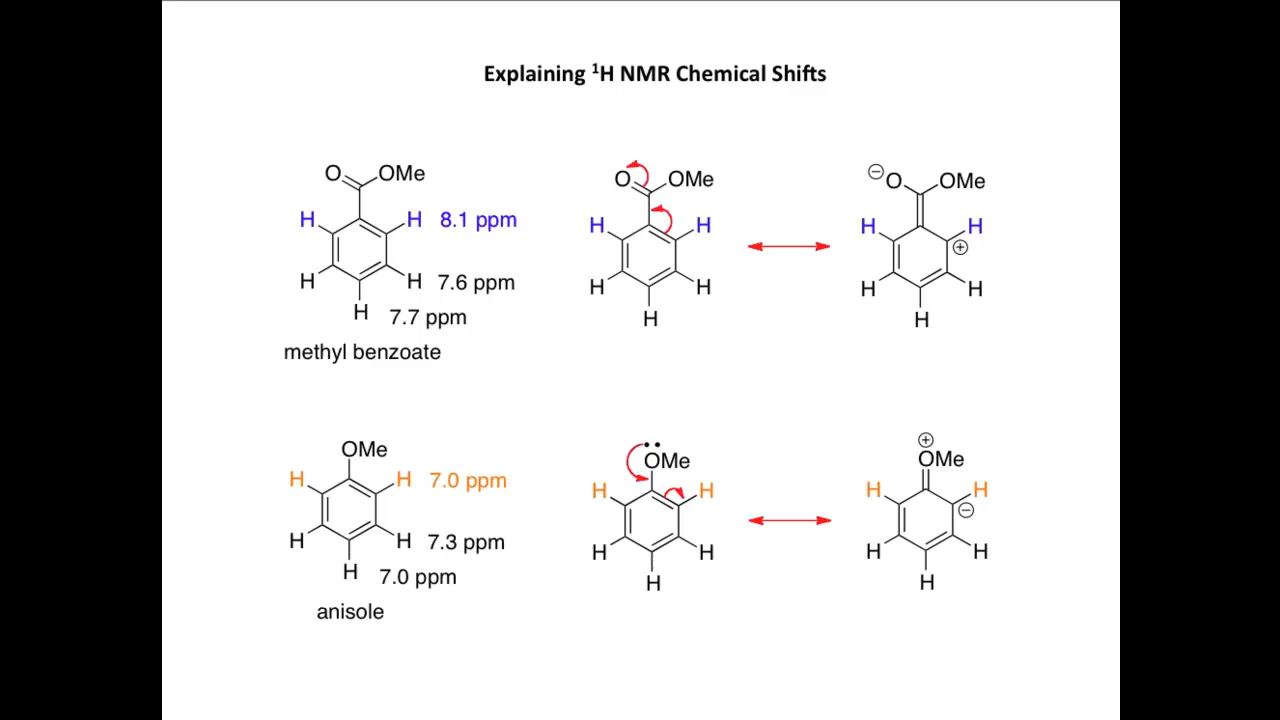 Explaining ¹H NMR Chemical Shifts
O OMe
H H 8.1 ppm
H H 7.6 ppm
H 7.7 ppm
methyl benzoate
O OMe
H H
H H
H
⊖ O OMe
H H
⊕
H H
H
OMe
H H 7.0 ppm
H H 7.3 ppm
H 7.0 ppm
anisole
OMe
H H
H H
H
⊕
OMe
H H
⊖
H H
H